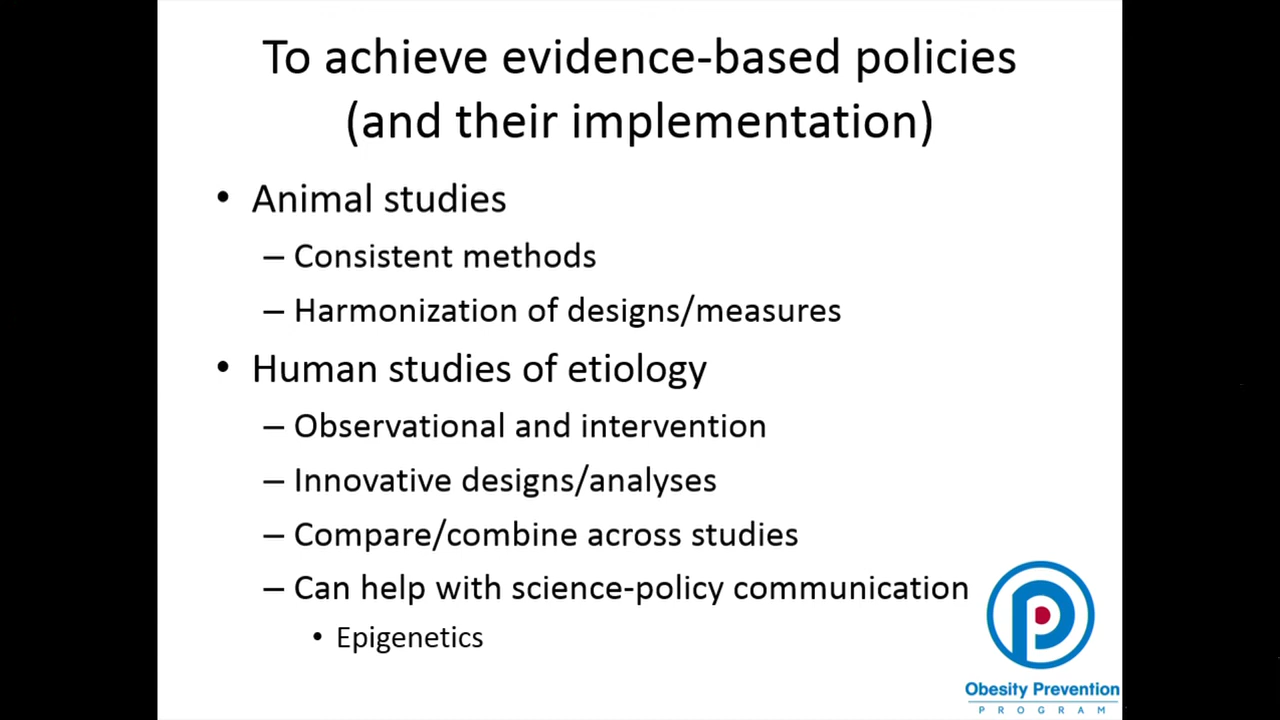 To achieve evidence-based policies
(and their implementation)
• Animal studies
– Consistent methods
– Harmonization of designs/measures
• Human studies of etiology
– Observational and intervention
– Innovative designs/analyses
– Compare/combine across studies
– Can help with science-policy communication
• Epigenetics
Obesity Prevention
PROGRAM